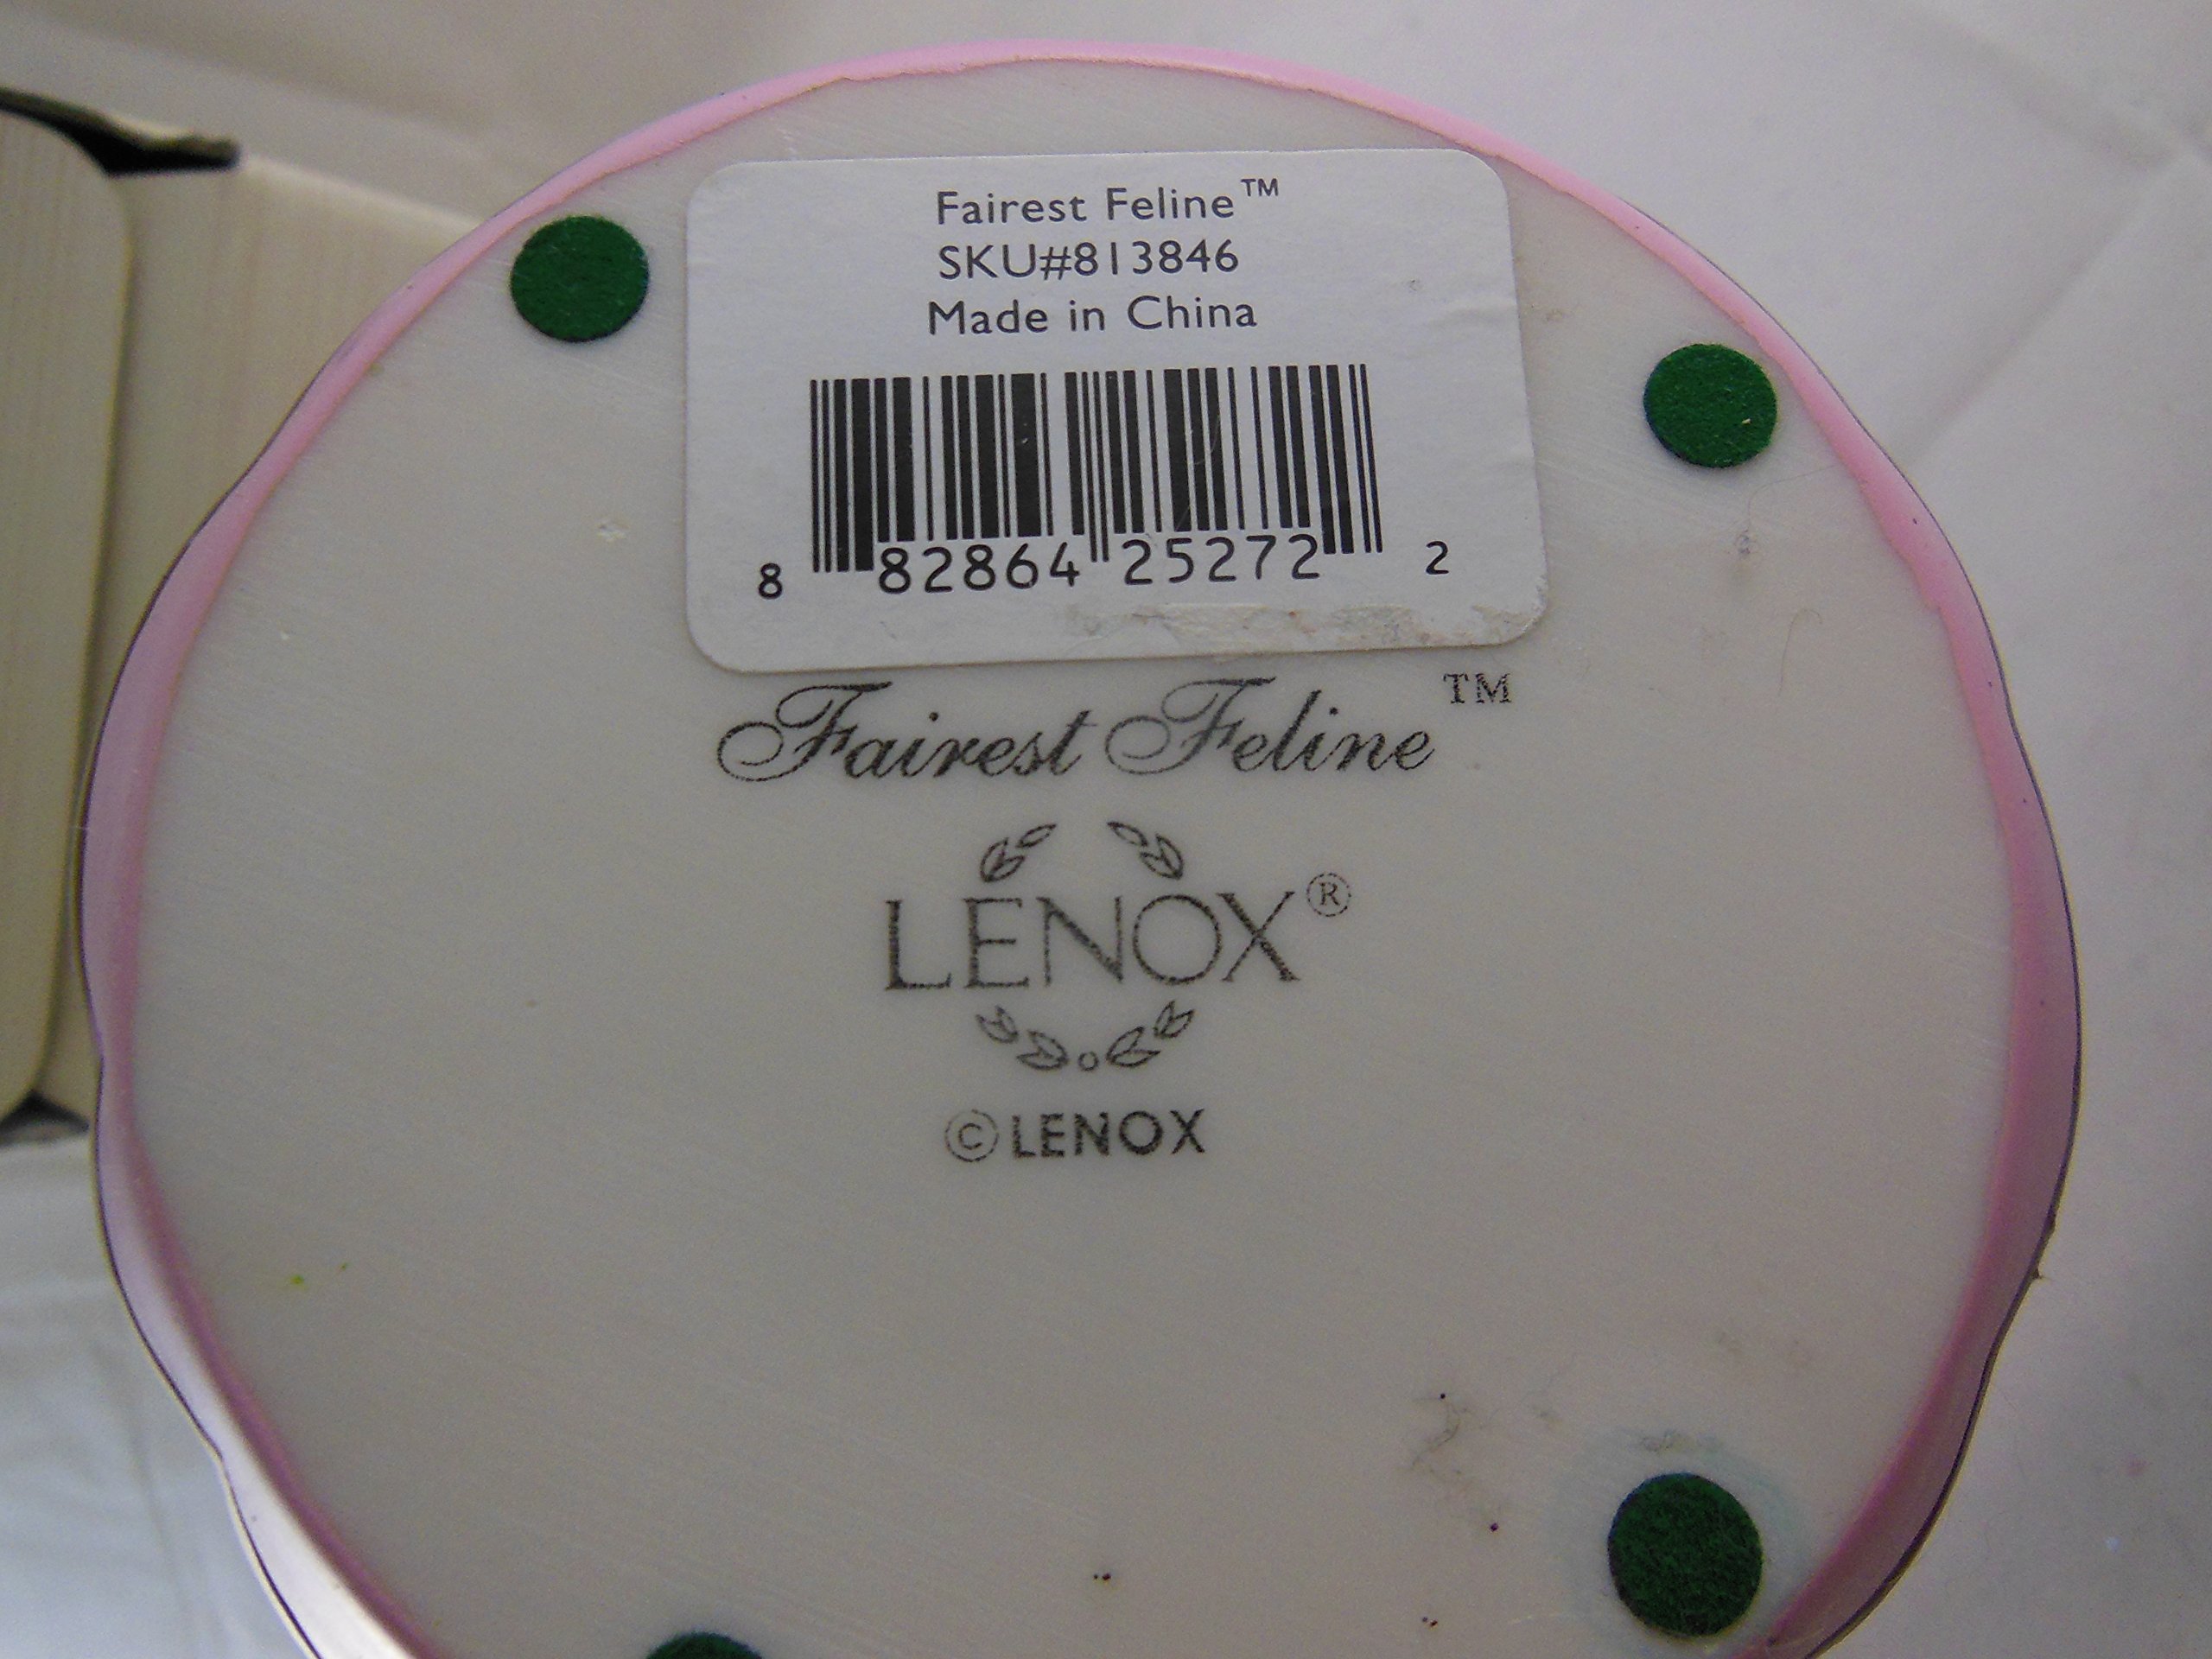 Fairest Feline™
SKU#813846
Made in China
8 82864 25272 2
Fairest Feline™
LENOX®
©LENOX